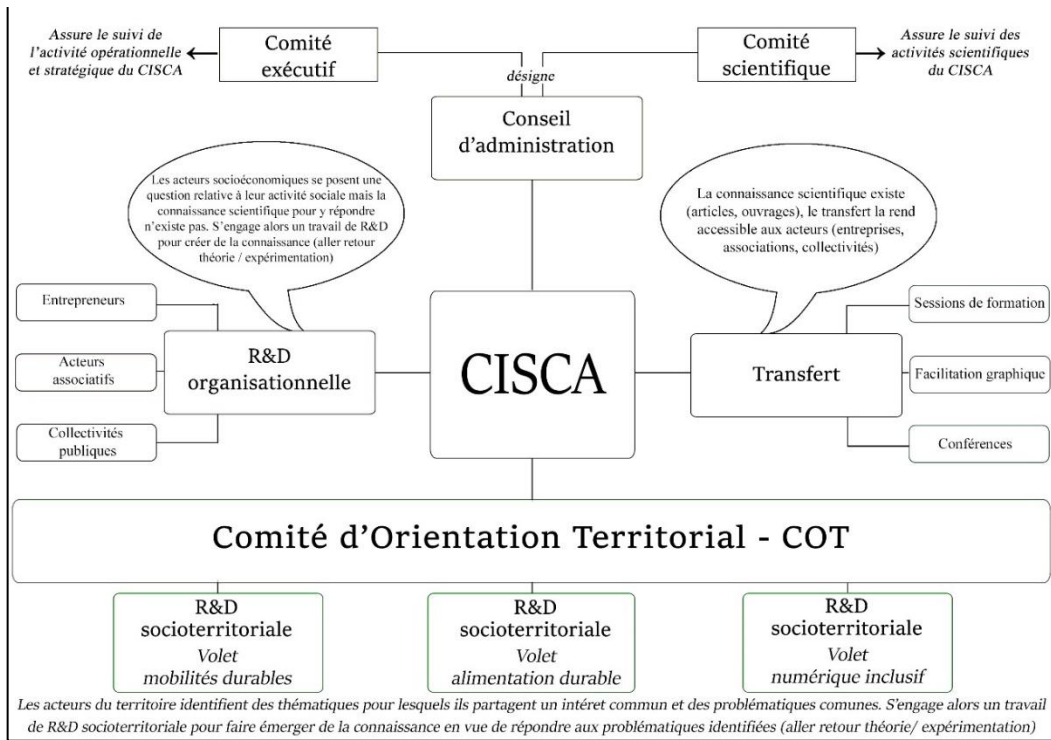 Assure le suivi de
l'activité opérationnelle
et stratégique du CISCA
Comité
exécutif
désigne
Comité
scientifique
Assure le suivi des
activités scientifiques
du CISCA
Conseil
d'administration
Les acteurs socioéconomiques se posent une
question relative à leur activité sociale mais la
connaissance scientifique pour y répondre
n'existe pas. S'engage alors un travail de R&D
pour créer de la connaissance (aller retour
théorie / expérimentation)
La connaissance scientifique existe
(articles, ouvrages), le transfert la rend
accessible aux acteurs (entreprises,
associations, collectivités)
Entrepreneurs
Acteurs
associatifs
Collectivités
publiques
R&D
organisationnelle
CISCA
Transfert
Sessions de formation
Facilitation graphique
Conférences
Comité d'Orientation Territorial - COT
R&D
socioterritoriale
Volet
mobilités durables
R&D
socioterritoriale
Volet
alimentation durable
R&D
socioterritoriale
Volet
numérique inclusif
Les acteurs du territoire identifient des thématiques pour lesquels ils partagent un intéret commun et des problématiques comunes. S'engage alors un travail
de R&D socioterritoriale pour faire émerger de la connaissance en vue de répondre aux problématiques identifiées (aller retour théorie/ expérimentation)